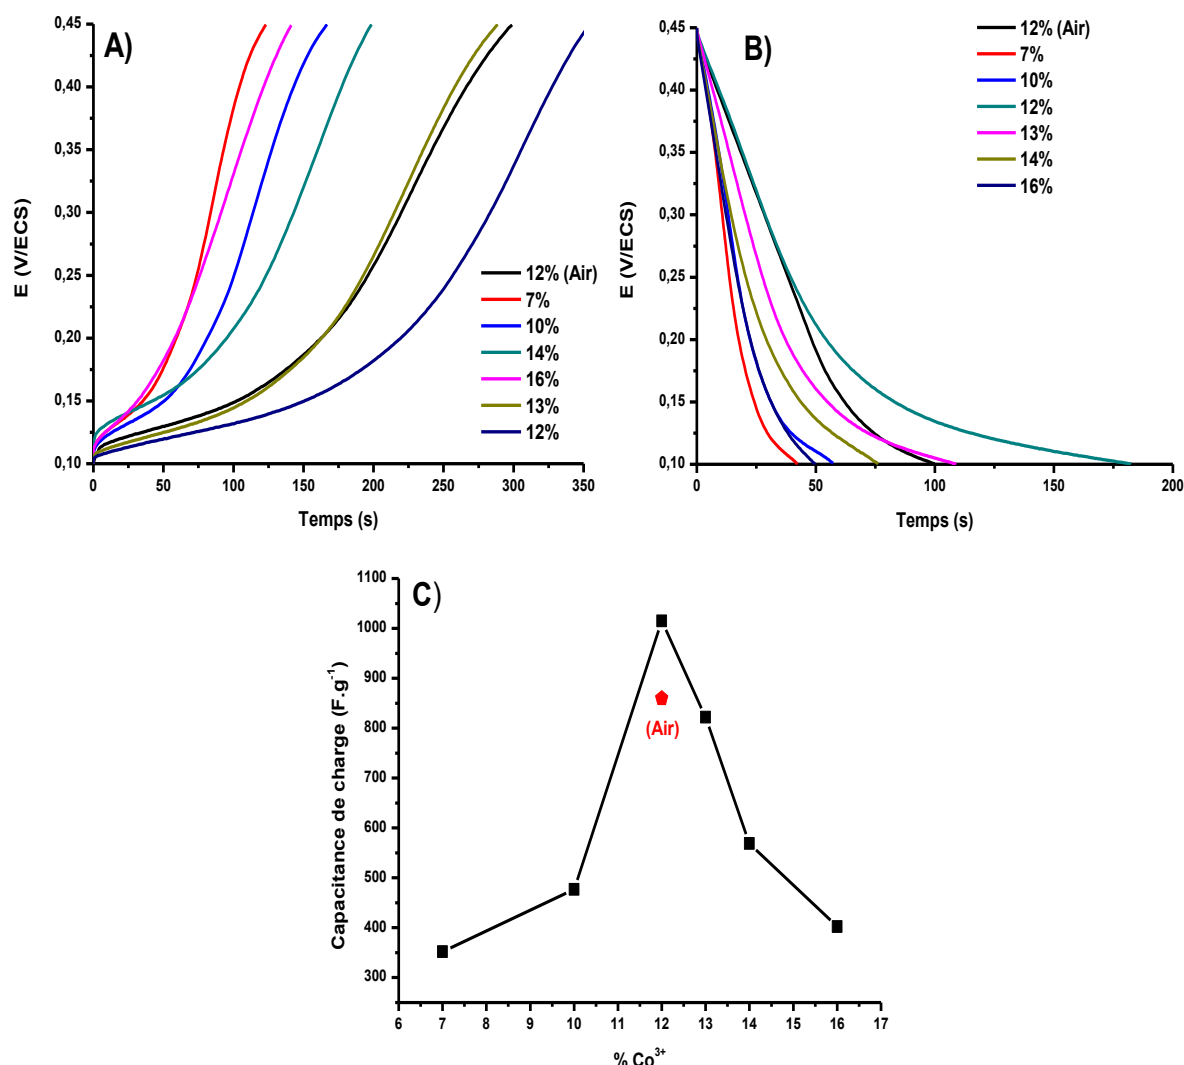 A)
0,45
0,40
0,35
0,30
0,25
0,20
0,15
0,10
E (V/ECS)
0 50 100 150 200 250 300 350
Temps (s)
12% (Air)
7%
10%
14%
16%
13%
12%
B)
0,45
0,40
0,35
0,30
0,25
0,20
0,15
0,10
E (V/ECS)
0 50 100 150 200
Temps (s)
12% (Air)
7%
10%
12%
13%
14%
16%
C)
1100
1000
900
800
700
600
500
400
300
Capacitance de charge (F.g⁻¹)
(Air)
6 7 8 9 10 11 12 13 14 15 16 17
% Co³⁺